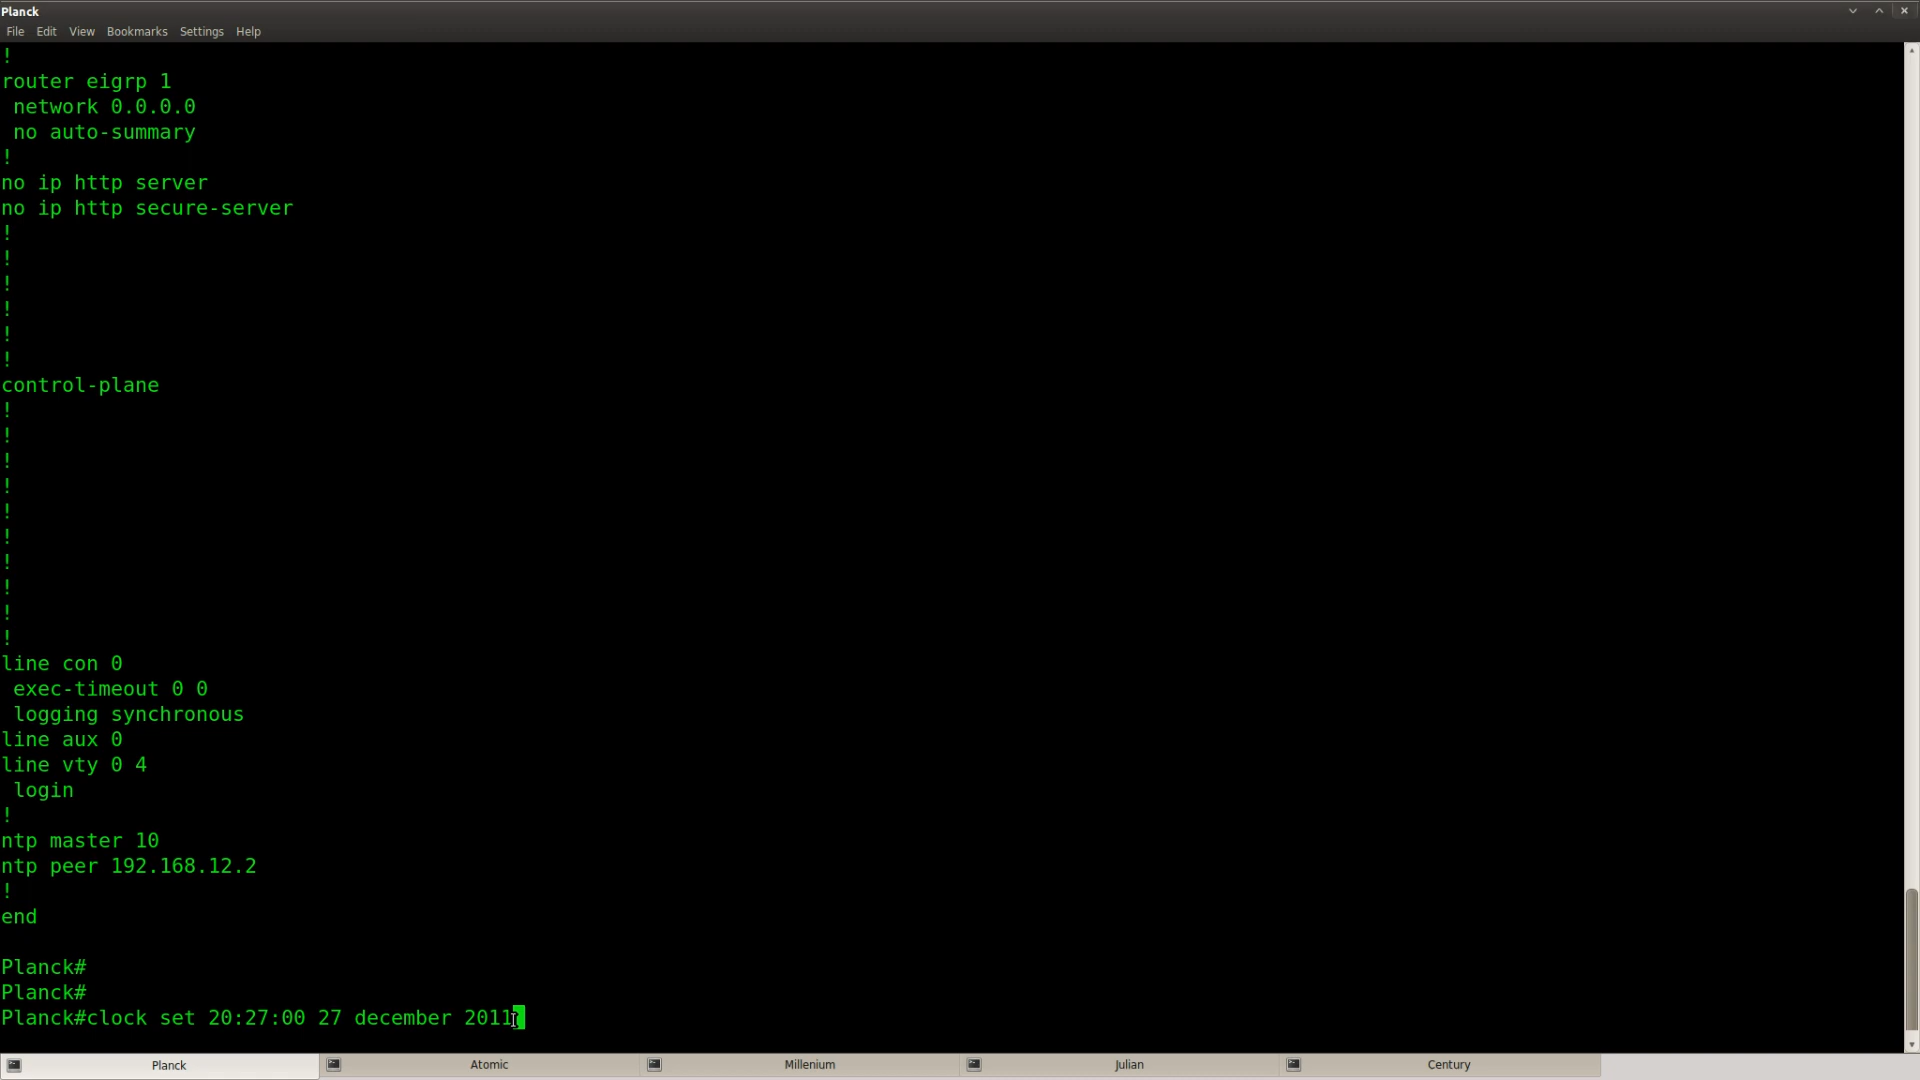 Planck
File Edit View Bookmarks Settings Help
!
router eigrp 1
 network 0.0.0.0
 no auto-summary
!
no ip http server
no ip http secure-server
!
!
!
!
!
!
control-plane
!
!
!
!
!
!
!
!
!
!
line con 0
 exec-timeout 0 0
 logging synchronous
line aux 0
line vty 0 4
 login
!
ntp master 10
ntp peer 192.168.12.2
!
end

Planck#
Planck#
Planck#clock set 20:27:00 27 december 2011
Planck Atomic Millenium Julian Century